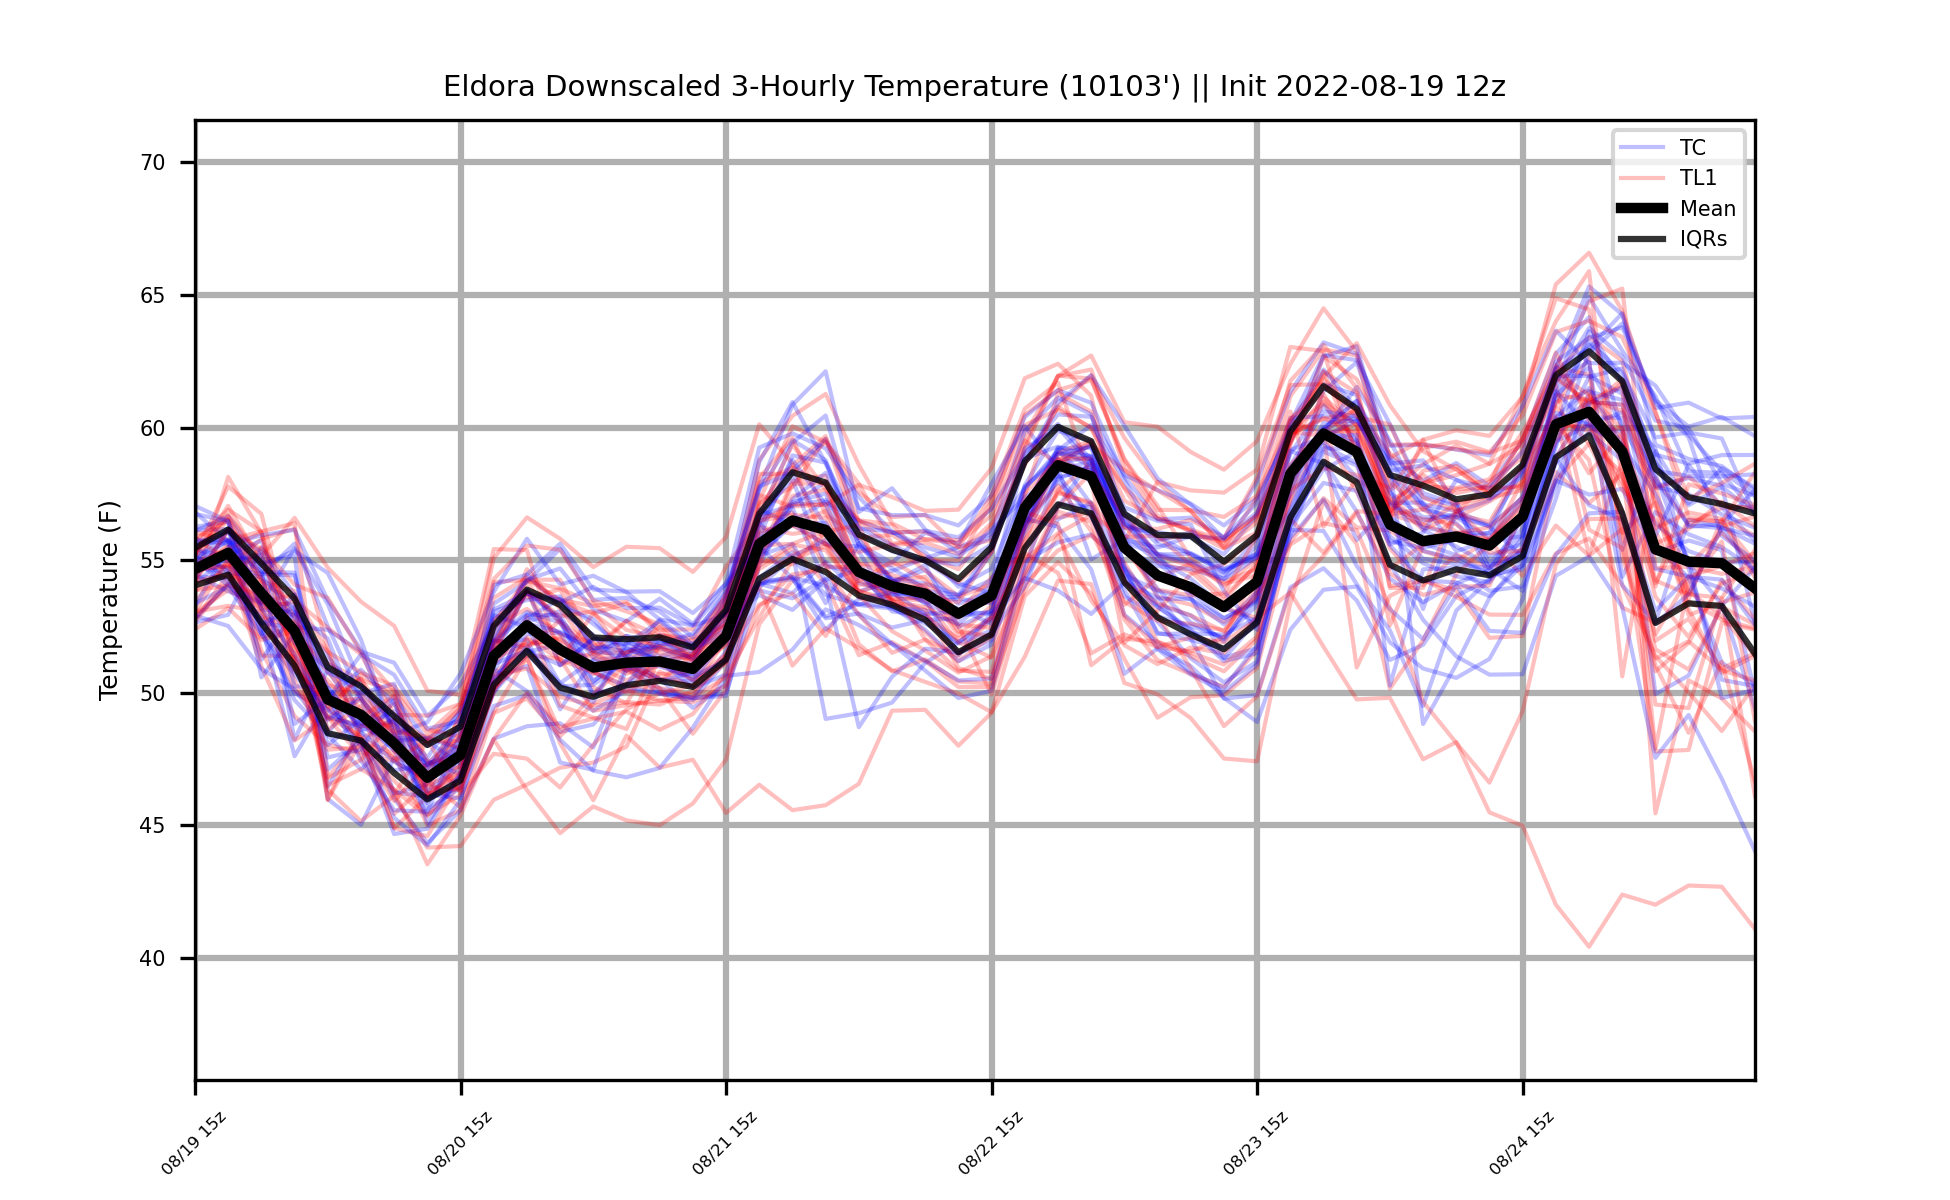 Eldora Downscaled 3-Hourly Temperature (10103') || Init 2022-08-19 12z
TC
TL1
Mean
IQRs
Temperature (F)
70
65
60
55
50
45
40
08/19 15z
08/20 15z
08/21 15z
08/22 15z
08/23 15z
08/24 15z